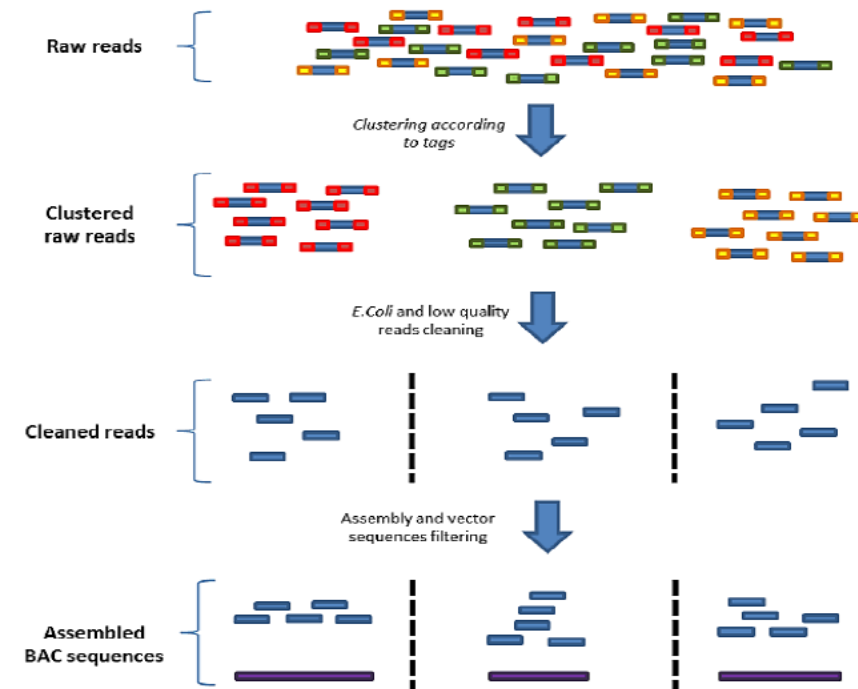 Raw reads
Clustering according
to tags
Clustered
raw reads
E.Coli and low quality
reads cleaning
Cleaned reads
Assembly and vector
sequences filtering
Assembled
BAC sequences